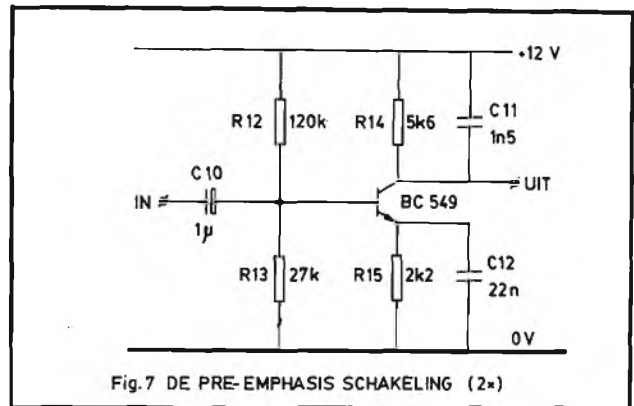 +12 V
R12 120k R14 5k6 C11
1n5
C10
IN BC 549 UIT
1µ
R13 27k R15 2k2 C12
22n
0V
Fig.7 DE PRE-EMPHASIS SCHAKELING (2×)